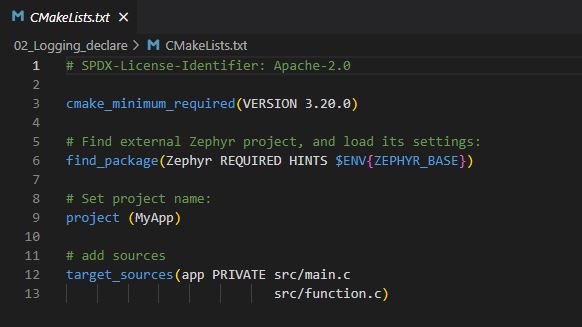 CMakeLists.txt
02_Logging_declare > CMakeLists.txt
1 # SPDX-License-Identifier: Apache-2.0
2
3 cmake_minimum_required(VERSION 3.20.0)
4
5 # Find external Zephyr project, and load its settings:
6 find_package(Zephyr REQUIRED HINTS $ENV{ZEPHYR_BASE})
7
8 # Set project name:
9 project (MyApp)
10
11 # add sources
12 target_sources(app PRIVATE src/main.c
13                            src/function.c)